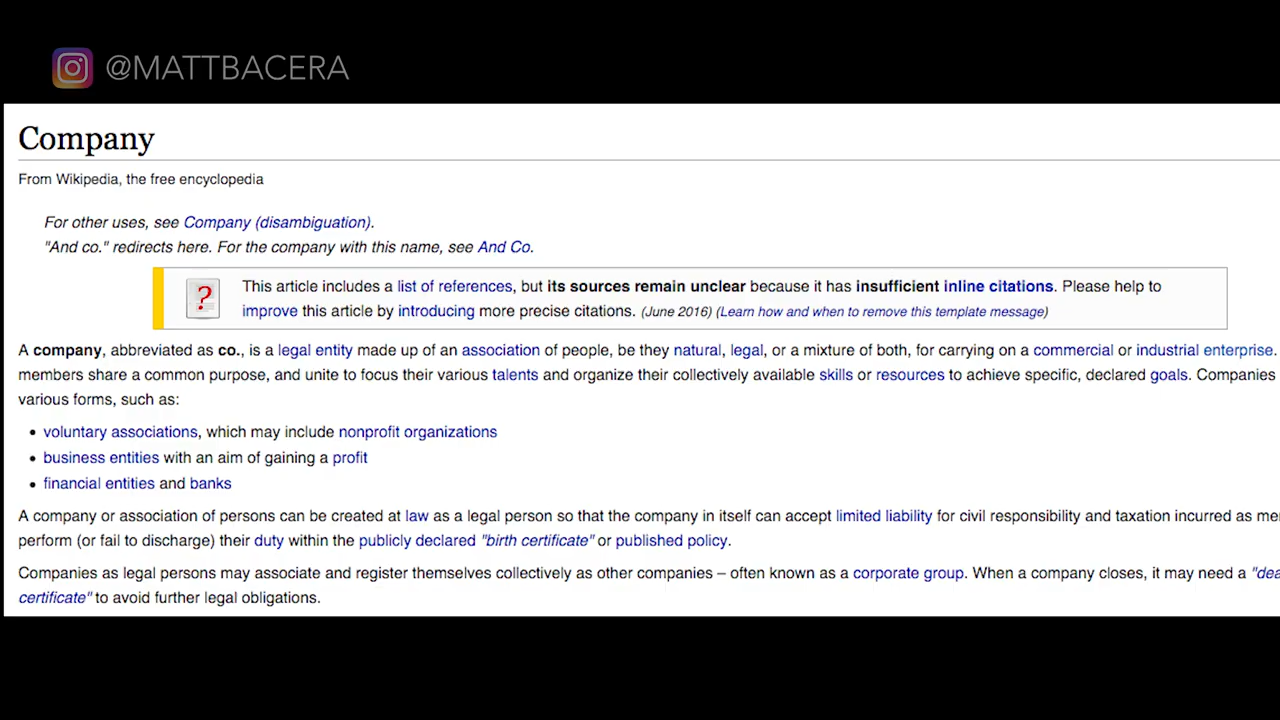 @MATTBACERA
Company
From Wikipedia, the free encyclopedia
For other uses, see Company (disambiguation).
"And co." redirects here. For the company with this name, see And Co.
This article includes a list of references, but its sources remain unclear because it has insufficient inline citations. Please help to
improve this article by introducing more precise citations. (June 2016) (Learn how and when to remove this template message)
A company, abbreviated as co., is a legal entity made up of an association of people, be they natural, legal, or a mixture of both, for carrying on a commercial or industrial enterprise.
members share a common purpose, and unite to focus their various talents and organize their collectively available skills or resources to achieve specific, declared goals. Companies
various forms, such as:
• voluntary associations, which may include nonprofit organizations
• business entities with an aim of gaining a profit
• financial entities and banks
A company or association of persons can be created at law as a legal person so that the company in itself can accept limited liability for civil responsibility and taxation incurred as
perform (or fail to discharge) their duty within the publicly declared "birth certificate" or published policy.
Companies as legal persons may associate and register themselves collectively as other companies – often known as a corporate group. When a company closes, it may need a
certificate" to avoid further legal obligations.